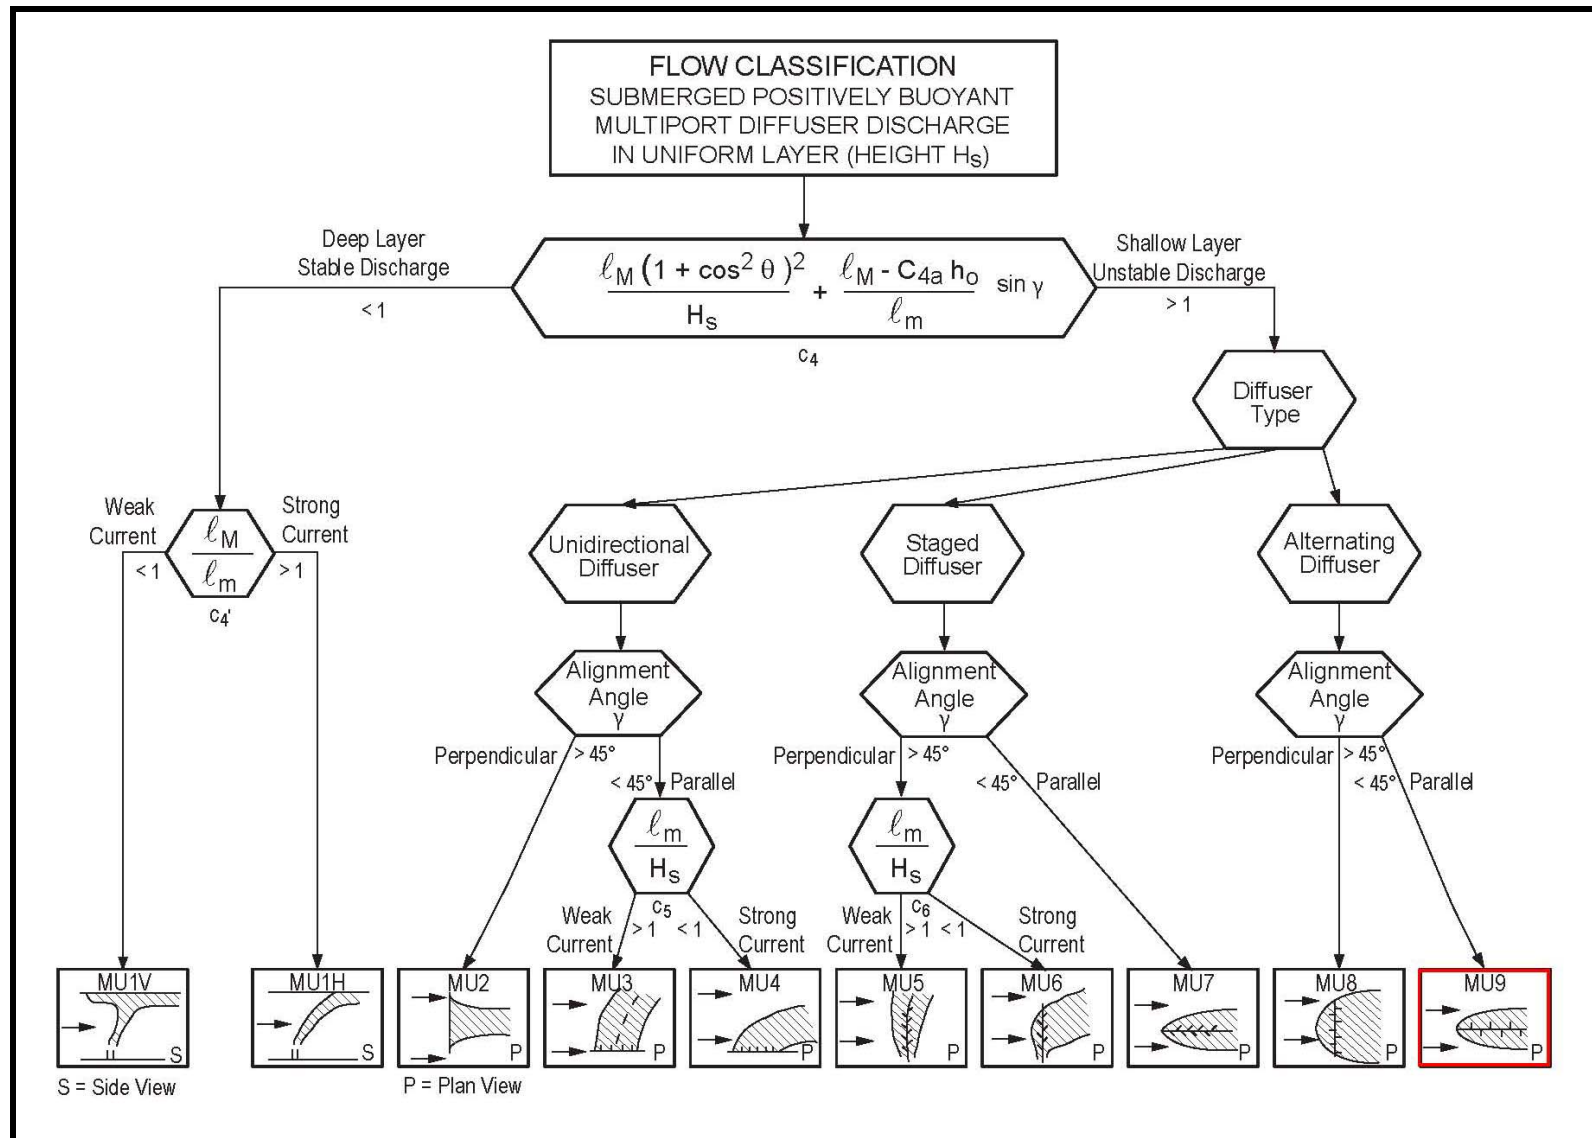 FLOW CLASSIFICATION
SUBMERGED POSITIVELY BUOYANT
MULTIPORT DIFFUSER DISCHARGE
IN UNIFORM LAYER (HEIGHT Hs)
Deep Layer
Stable Discharge
< 1
ℓM (1 + cos² θ )² / Hs + ℓM - C4a ho / ℓm sin γ
C4
Shallow Layer
Unstable Discharge
> 1
Diffuser
Type
Weak
Current
< 1
ℓM / ℓm
C4'
Strong
Current
> 1
Unidirectional
Diffuser
Staged
Diffuser
Alternating
Diffuser
Alignment
Angle
γ
Alignment
Angle
γ
Alignment
Angle
γ
Perpendicular > 45°
< 45° Parallel
Perpendicular > 45°
< 45° Parallel
Perpendicular > 45°
< 45° Parallel
ℓm / Hs
C5
ℓm / Hs
C6
Weak
Current
> 1 < 1
Strong
Current
Weak
Current
> 1 < 1
Strong
Current
MU1V
S
MU1H
S
MU2
P
MU3
P
MU4
P
MU5
P
MU6
P
MU7
P
MU8
P
MU9
P
S = Side View
P = Plan View